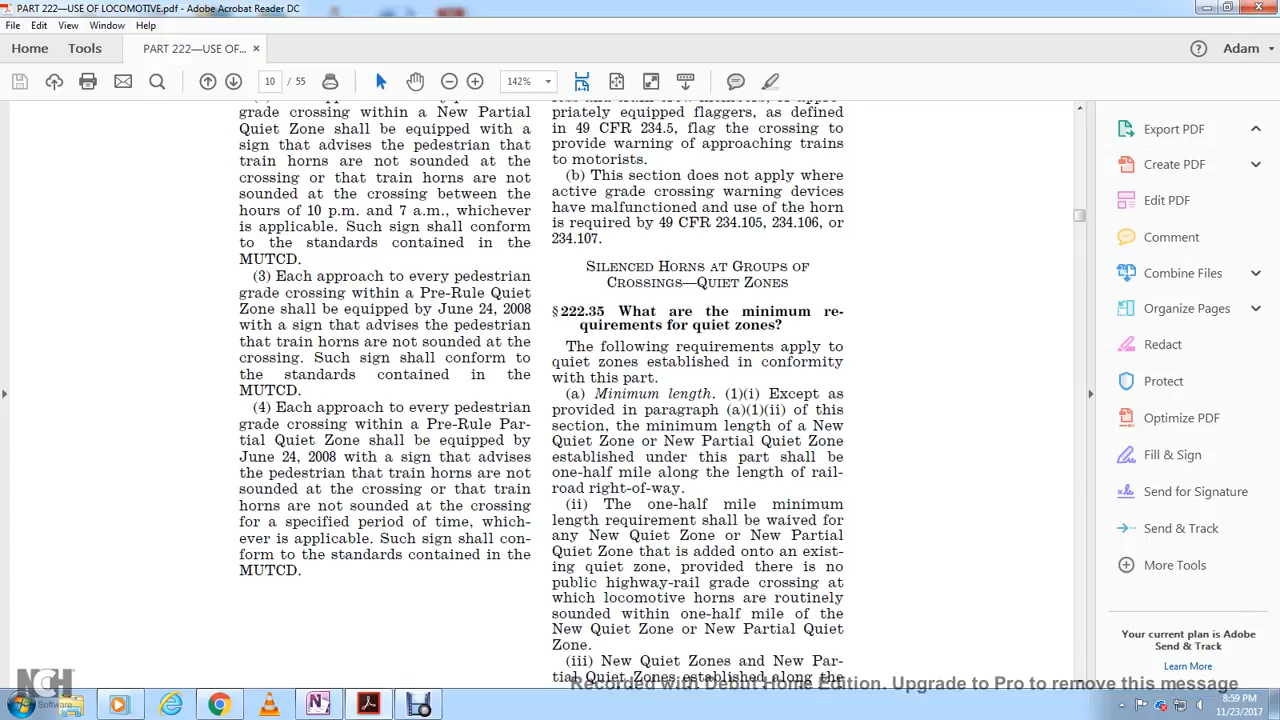 PART 222—USE OF LOCOMOTIVE.pdf - Adobe Acrobat Reader DC
File Edit View Window Help
Home Tools PART 222—USE OF... × Adam
10 / 55 142%
grade crossing within a New Partial
Quiet Zone shall be equipped with a
sign that advises the pedestrian that
train horns are not sounded at the
crossing or that train horns are not
sounded at the crossing between the
hours of 10 p.m. and 7 a.m., whichever
is applicable. Such sign shall conform
to the standards contained in the
MUTCD.
(3) Each approach to every pedestrian
grade crossing within a Pre-Rule Quiet
Zone shall be equipped by June 24, 2008
with a sign that advises the pedestrian
that train horns are not sounded at the
crossing. Such sign shall conform to
the standards contained in the
MUTCD.
(4) Each approach to every pedestrian
grade crossing within a Pre-Rule Par-
tial Quiet Zone shall be equipped by
June 24, 2008 with a sign that advises
the pedestrian that train horns are not
sounded at the crossing or that train
horns are not sounded at the crossing
for a specified period of time, which-
ever is applicable. Such sign shall con-
form to the standards contained in the
MUTCD.
priately equipped flaggers, as defined
in 49 CFR 234.5, flag the crossing to
provide warning of approaching trains
to motorists.
(b) This section does not apply where
active grade crossing warning devices
have malfunctioned and use of the horn
is required by 49 CFR 234.105, 234.106, or
234.107.
SILENCED HORNS AT GROUPS OF
CROSSINGS—QUIET ZONES
§ 222.35 What are the minimum re-
quirements for quiet zones?
The following requirements apply to
quiet zones established in conformity
with this part.
(a) Minimum length. (1)(i) Except as
provided in paragraph (a)(1)(ii) of this
section, the minimum length of a New
Quiet Zone or New Partial Quiet Zone
established under this part shall be
one-half mile along the length of rail-
road right-of-way.
(ii) The one-half mile minimum
length requirement shall be waived for
any New Quiet Zone or New Partial
Quiet Zone that is added onto an exist-
ing quiet zone, provided there is no
public highway-rail grade crossing at
which locomotive horns are routinely
sounded within one-half mile of the
New Quiet Zone or New Partial Quiet
Zone.
(iii) New Quiet Zones and New Par-
tial Quiet Zones established along the
Export PDF
Create PDF
Edit PDF
Comment
Combine Files
Organize Pages
Redact
Protect
Optimize PDF
Fill & Sign
Send for Signature
Send & Track
More Tools
Your current plan is Adobe
Send & Track
Learn More
Recorded with Debut Home Edition. Upgrade to Pro to remove this message
NCH
Software
8:59 PM
11/23/2017